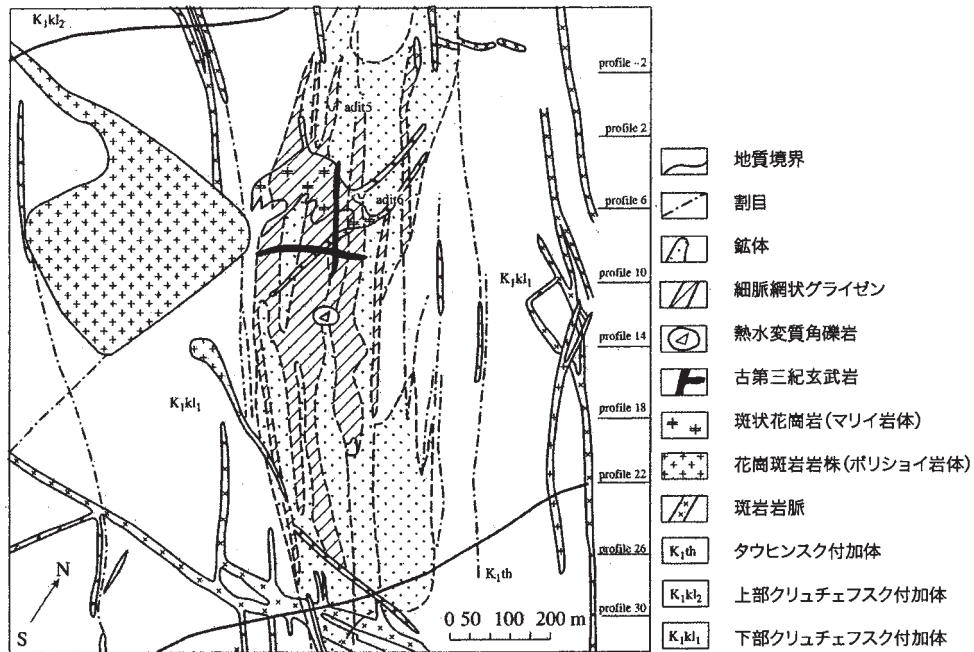 K₁kl₂
adit5
adit6
K₁kl₁
K₁kl₁
K₁th
profile -2
profile 2
profile 6
profile 10
profile 14
profile 18
profile 22
profile 26
profile 30
N
S
0 50 100 200 m
地質境界
割目
鉱体
細脈網状グライゼン
熱水変質角礫岩
古第三紀玄武岩
斑状花崗岩(マリイ岩体)
花崗斑岩岩株(ボリショイ岩体)
斑岩岩脈
K₁th タウヒンスク付加体
K₁kl₂ 上部クリュチェフスク付加体
K₁kl₁ 下部クリュチェフスク付加体